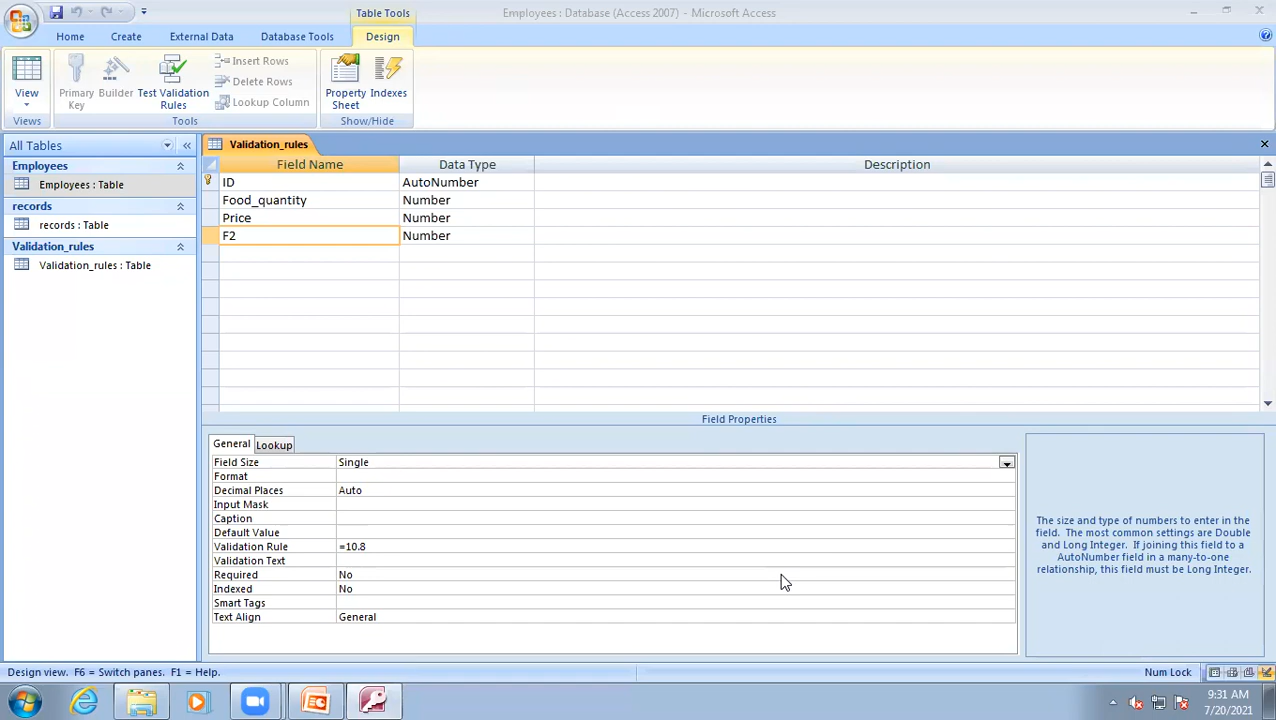 Table Tools
Employees : Database (Access 2007) - Microsoft Access
Home Create External Data Database Tools Design
View
Primary Key
Builder
Test Validation Rules
Insert Rows
Delete Rows
Lookup Column
Property Sheet
Indexes
Views Tools Show/Hide
All Tables
Employees
Employees : Table
records
records : Table
Validation_rules
Validation_rules : Table
Validation_rules
Field Name Data Type Description
ID AutoNumber
Food_quantity Number
Price Number
F2 Number
Field Properties
General Lookup
Field Size Single
Format
Decimal Places Auto
Input Mask
Caption
Default Value
Validation Rule =10.8
Validation Text
Required No
Indexed No
Smart Tags
Text Align General
The size and type of numbers to enter in the
field. The most common settings are Double
and Long Integer. If joining this field to a
AutoNumber field in a many-to-one
relationship, this field must be Long Integer.
Design view. F6 = Switch panes. F1 = Help.
Num Lock
9:31 AM
7/20/2021